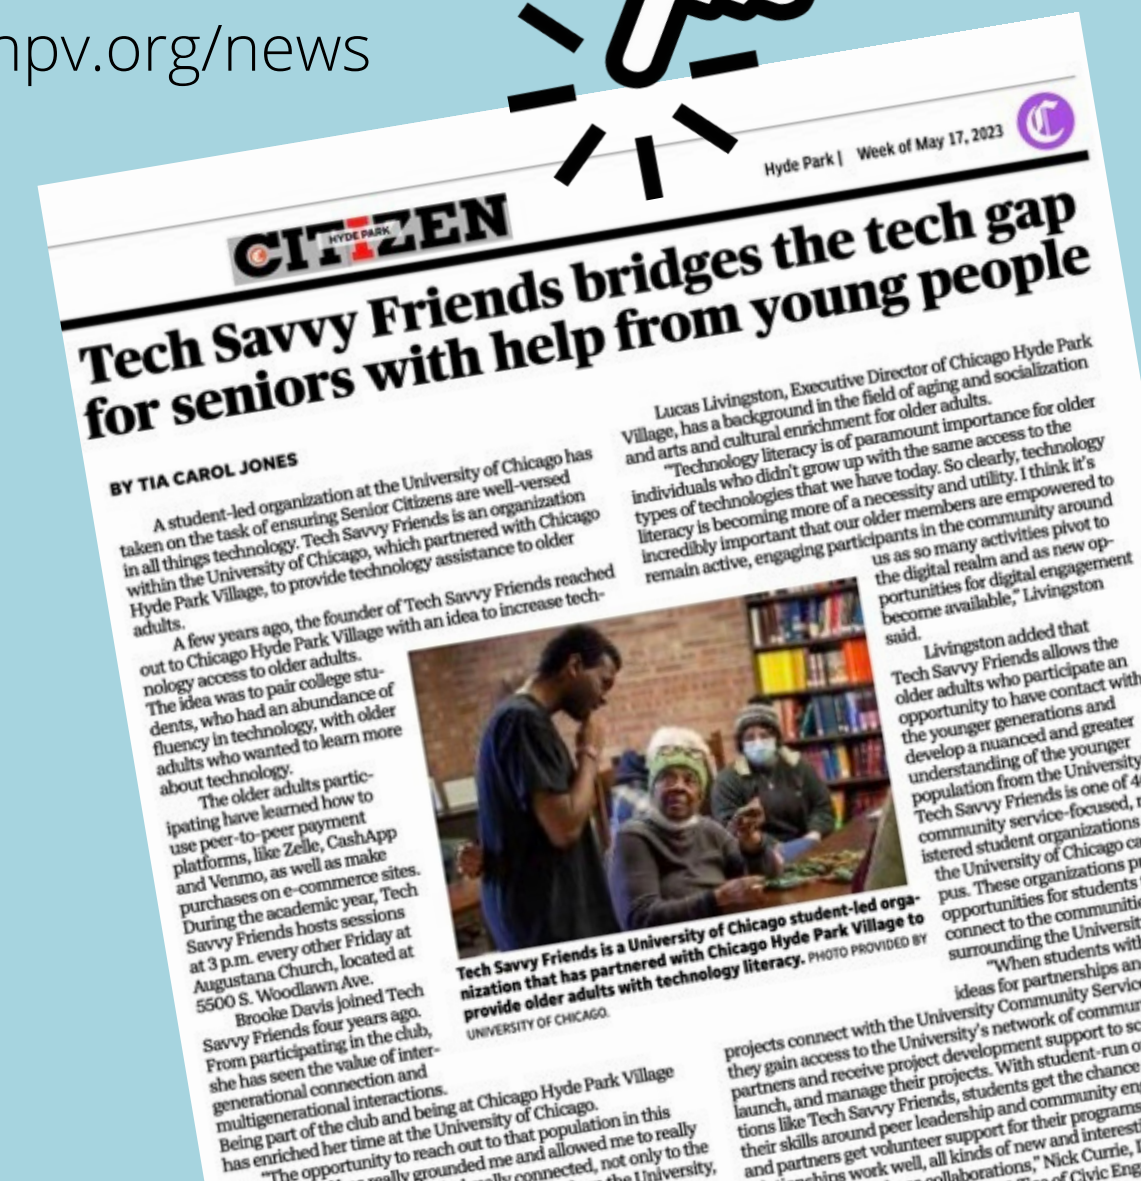 npv.org/news
Hyde Park | Week of May 17, 2023
C
CITIZEN
HYDE PARK
Tech Savvy Friends bridges the tech gap
for seniors with help from young people
BY TIA CAROL JONES
A student-led organization at the University of Chicago has
taken on the task of ensuring Senior Citizens are well-versed
in all things technology. Tech Savvy Friends is an organization
within the University of Chicago, which partnered with Chicago
Hyde Park Village, to provide technology assistance to older
adults.
A few years ago, the founder of Tech Savvy Friends reached
out to Chicago Hyde Park Village with an idea to increase tech-
nology access to older adults.
The idea was to pair college stu-
dents, who had an abundance of
fluency in technology, with older
adults who wanted to learn more
about technology.
The older adults partic-
ipating have learned how to
use peer-to-peer payment
platforms, like Zelle, CashApp
and Venmo, as well as make
purchases on e-commerce sites.
During the academic year, Tech
Savvy Friends hosts sessions
at 3 p.m. every other Friday at
Augustana Church, located at
5500 S. Woodlawn Ave.
Brooke Davis joined Tech
Savvy Friends four years ago.
From participating in the club,
she has seen the value of inter-
generational connection and
multigenerational interactions.
Being part of the club and being at Chicago Hyde Park Village
has enriched her time at the University of Chicago.
"The opportunity to reach out to that population in this
really grounded me and allowed me to really
connected, not only to the
the University,
Tech Savvy Friends is a University of Chicago student-led orga-
nization that has partnered with Chicago Hyde Park Village to
provide older adults with technology literacy. PHOTO PROVIDED BY
UNIVERSITY OF CHICAGO.
Lucas Livingston, Executive Director of Chicago Hyde Park
Village, has a background in the field of aging and socialization
and arts and cultural enrichment for older adults.
"Technology literacy is of paramount importance for older
individuals who didn't grow up with the same access to the
types of technologies that we have today. So clearly, technology
literacy is becoming more of a necessity and utility. I think it's
incredibly important that our older members are empowered to
remain active, engaging participants in the community around
us as so many activities pivot to
the digital realm and as new op-
portunities for digital engagement
become available," Livingston
said.
Livingston added that
Tech Savvy Friends allows the
older adults who participate an
opportunity to have contact with
the younger generations and
develop a nuanced and greater
understanding of the younger
population from the University
Tech Savvy Friends is one of 4
community service-focused, r
istered student organizations
the University of Chicago ca
pus. These organizations p
opportunities for students
connect to the communiti
surrounding the Universit
"When students with
ideas for partnerships an
projects connect with the University Community Service
they gain access to the University's network of commun
partners and receive project development support to sc
launch, and manage their projects. With student-run o
tions like Tech Savvy Friends, students get the chance
their skills around peer leadership and community en
and partners get volunteer support for their programs
tionships work well, all kinds of new and interesti
collaborations," Nick Currie,
of Civic Eng